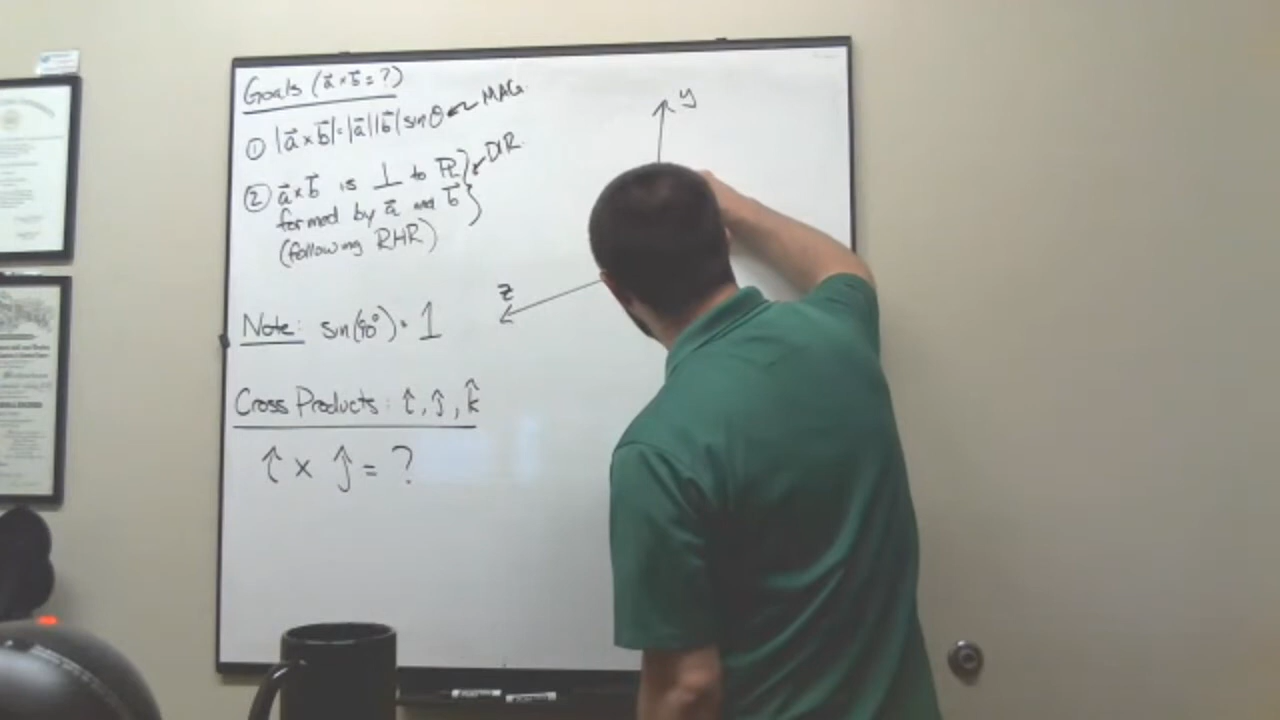 Goals (a⃗ × b⃗ = ?)
① |a⃗ × b⃗| = |a⃗||b⃗| sin θ ← MAG
② a⃗ × b⃗ is ⊥ to PL } ← DIR.
formed by a⃗ and b⃗ }
(following RHR)
Note: sin(90°) = 1
Cross Products: î, ĵ, k̂
î × ĵ = ?
y
z